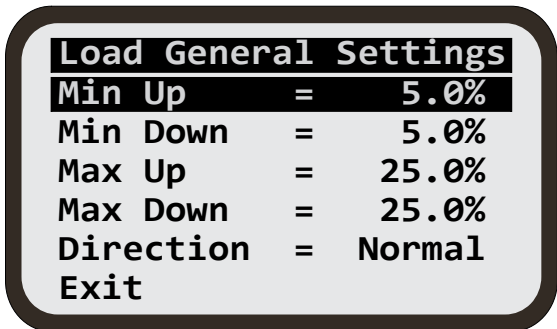 Load General Settings
Min Up = 5.0%
Min Down = 5.0%
Max Up = 25.0%
Max Down = 25.0%
Direction = Normal
Exit